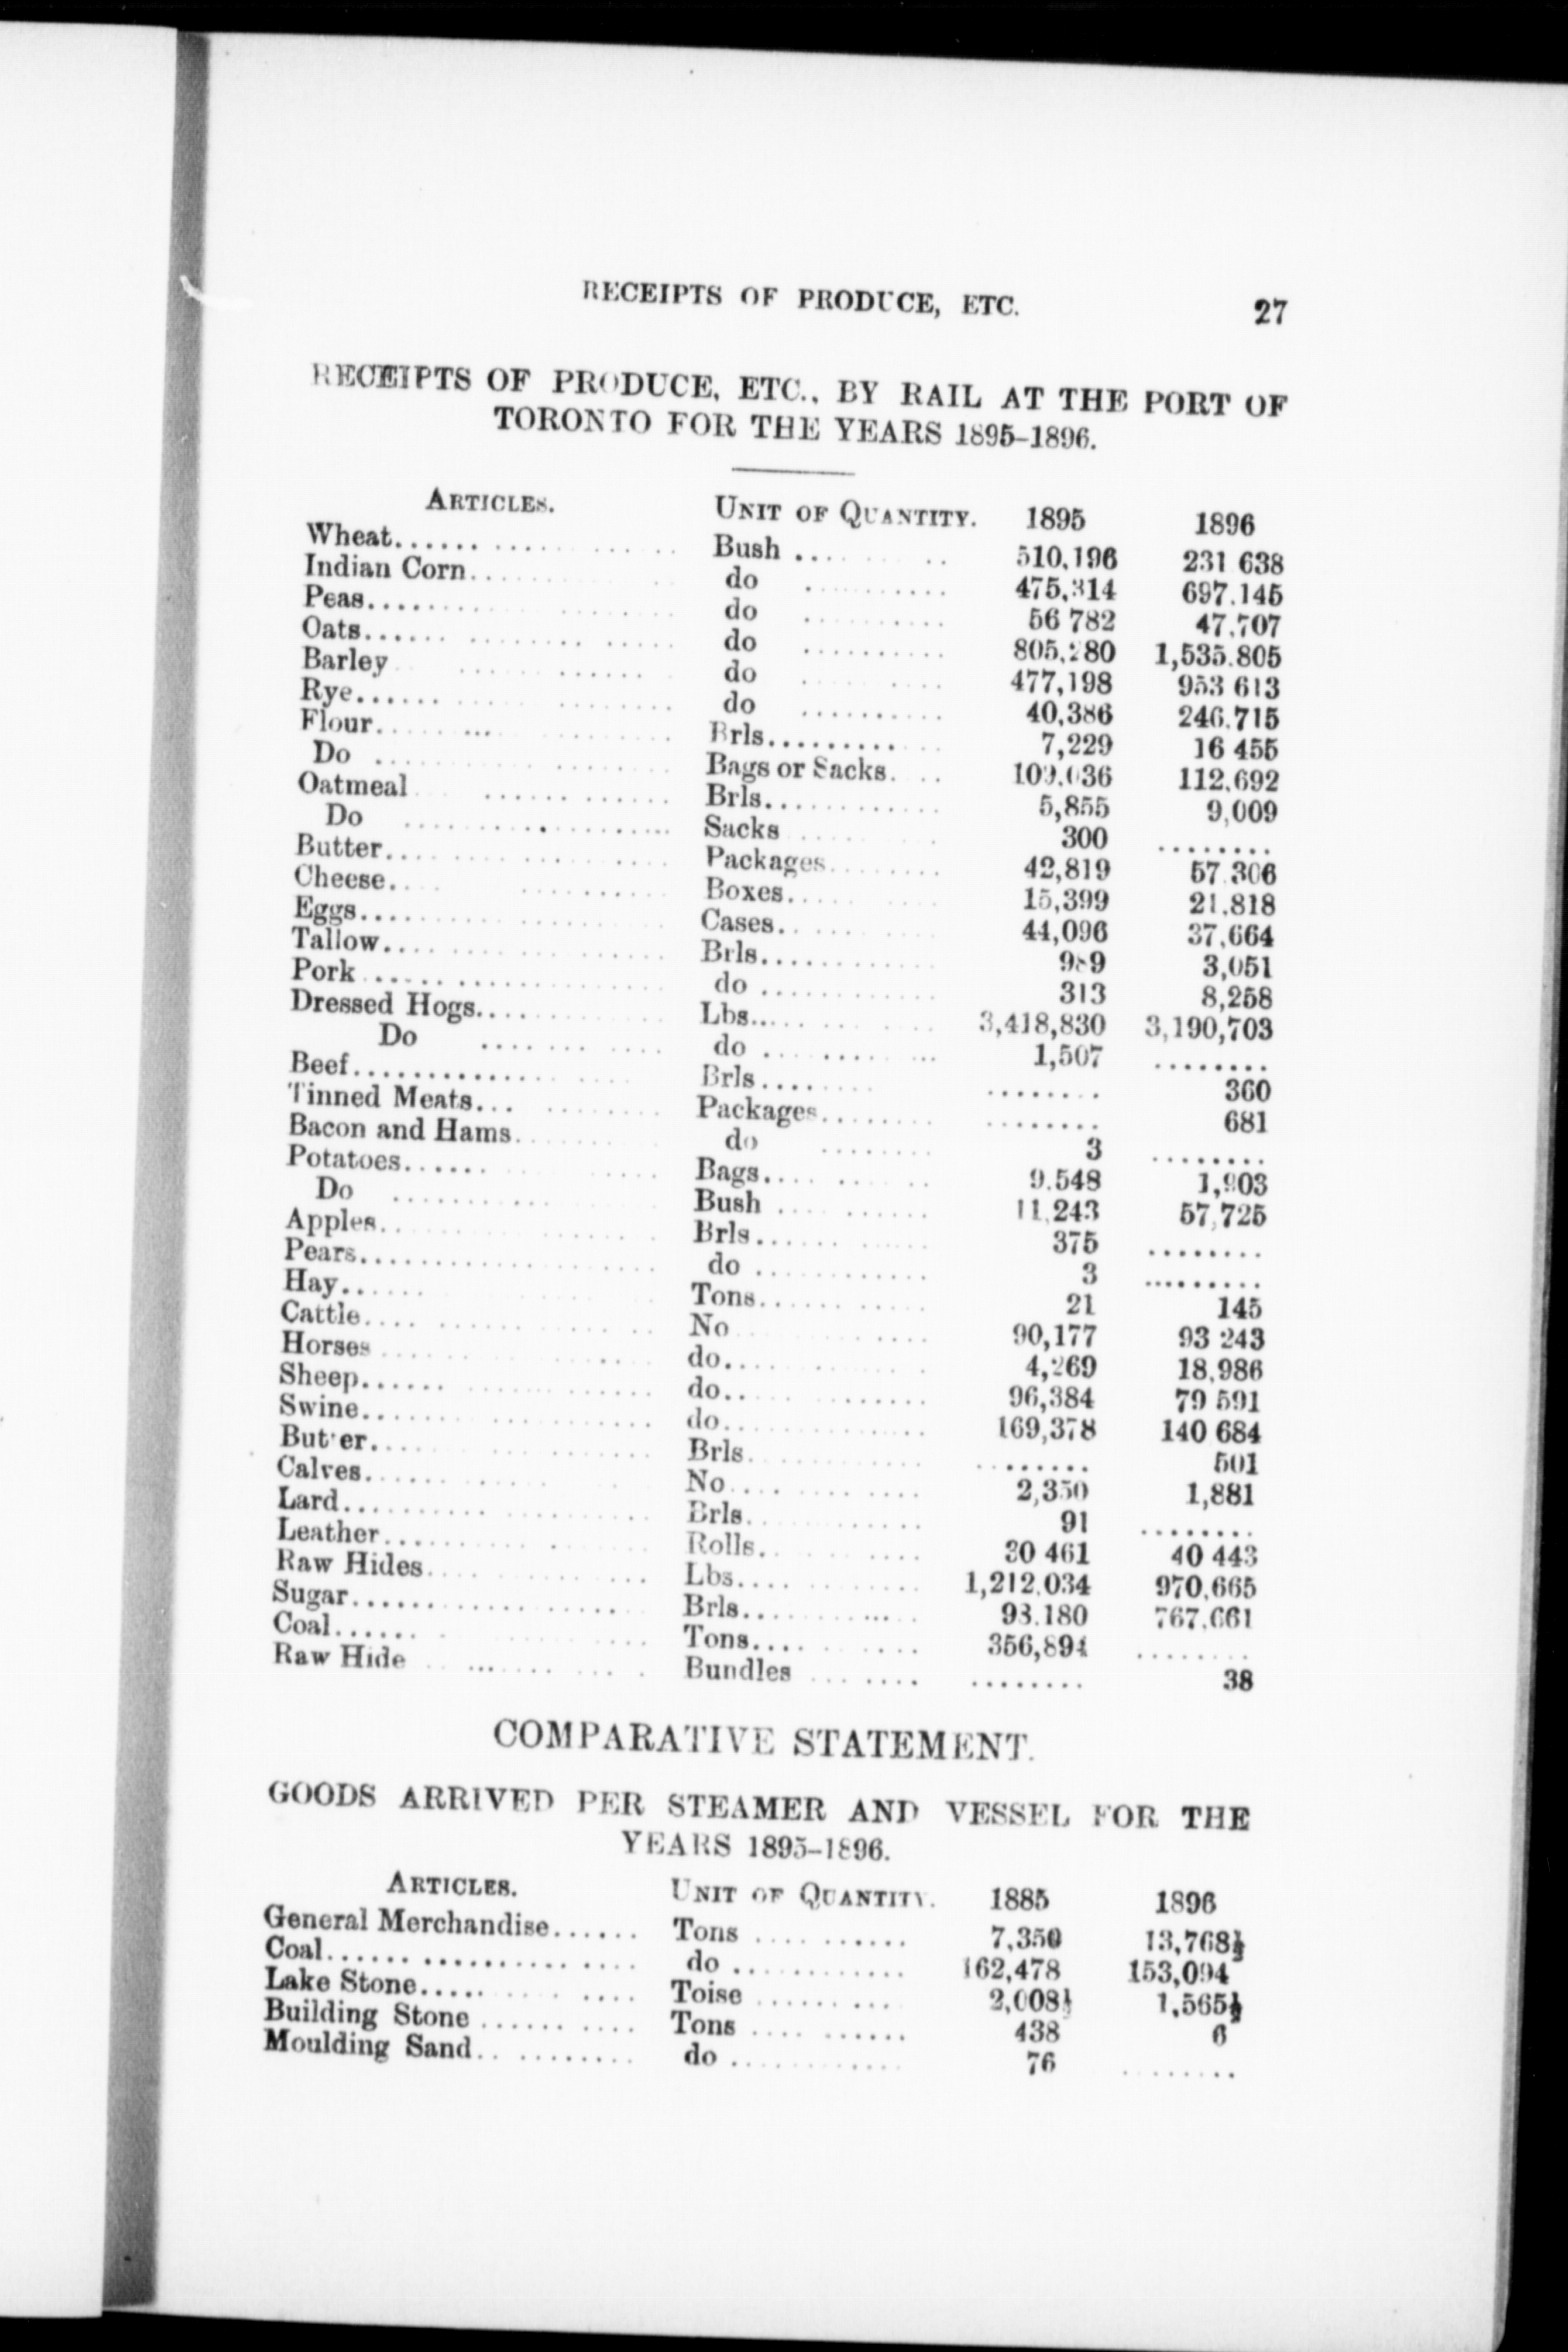 RECEIPTS OF PRODUCE, ETC. 27
RECEIPTS OF PRODUCE, ETC., BY RAIL AT THE PORT OF
TORONTO FOR THE YEARS 1895-1896.
ARTICLES. UNIT OF QUANTITY. 1895 1896
Wheat...... Bush .... 510,196 231 638
Indian Corn...... do .... 475,314 697.145
Peas...... do .... 56 782 47,707
Oats...... do .... 805,280 1,535.805
Barley ...... do .... 477,198 953 613
Rye...... do .... 40,386 246.715
Flour...... Brls.... 7,229 16 455
Do ...... Bags or Sacks.... 109,036 112,692
Oatmeal ...... Brls.... 5,855 9,009
Do ...... Sacks .... 300 ........
Butter...... Packages.... 42,819 57.306
Cheese...... Boxes.... 15,399 21,818
Eggs...... Cases.... 44,096 37,664
Tallow...... Brls.... 989 3,051
Pork ...... do .... 313 8,258
Dressed Hogs...... Lbs.... 3,418,830 3,190,703
Do ...... do .... 1,507 ........
Beef...... Brls.... ........ 360
Tinned Meats...... Packages.... ........ 681
Bacon and Hams...... do .... 3 ........
Potatoes...... Bags.... 9.548 1,903
Do ...... Bush .... 11,243 57,725
Apples...... Brls.... 375 ........
Pears...... do .... 3 ........
Hay...... Tons.... 21 145
Cattle...... No .... 90,177 93 243
Horses ...... do.... 4,269 18,986
Sheep...... do.... 96,384 79 591
Swine...... do.... 169,378 140 684
Butter...... Brls.... ........ 501
Calves...... No.... 2,350 1,881
Lard...... Brls.... 91 ........
Leather...... Rolls.... 30 461 40 443
Raw Hides...... Lbs.... 1,212.034 970,665
Sugar...... Brls.... 93.180 767,661
Coal...... Tons.... 356,894 ........
Raw Hide ...... Bundles .... ........ 38
COMPARATIVE STATEMENT.
GOODS ARRIVED PER STEAMER AND VESSEL FOR THE
YEARS 1895-1896.
ARTICLES. UNIT OF QUANTITY. 1885 1896
General Merchandise...... Tons .... 7,350 13,768½
Coal...... do .... 162,478 153,094
Lake Stone...... Toise .... 2,008½ 1,565½
Building Stone ...... Tons .... 438 6
Moulding Sand...... do .... 76 ........